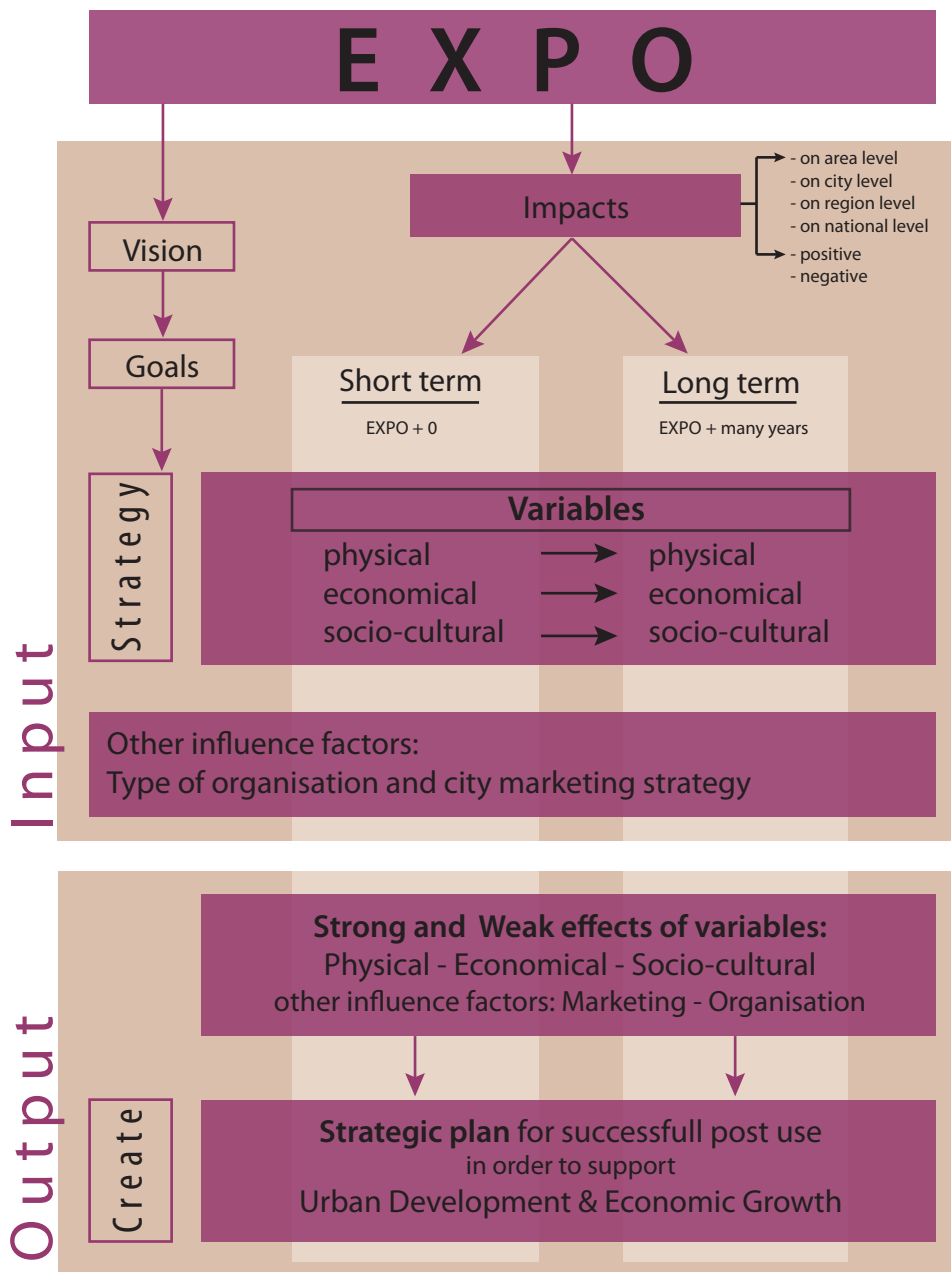 E X P O
Impacts
- on area level
- on city level
- on region level
- on national level
- positive
- negative
Vision
Goals
Strategy
Short term
EXPO + 0
Long term
EXPO + many years
Variables
physical physical
economical economical
socio-cultural socio-cultural
Input
Other influence factors:
Type of organisation and city marketing strategy
Output
Strong and Weak effects of variables:
Physical - Economical - Socio-cultural
other influence factors: Marketing - Organisation
Create
Strategic plan for successfull post use
in order to support
Urban Development & Economic Growth